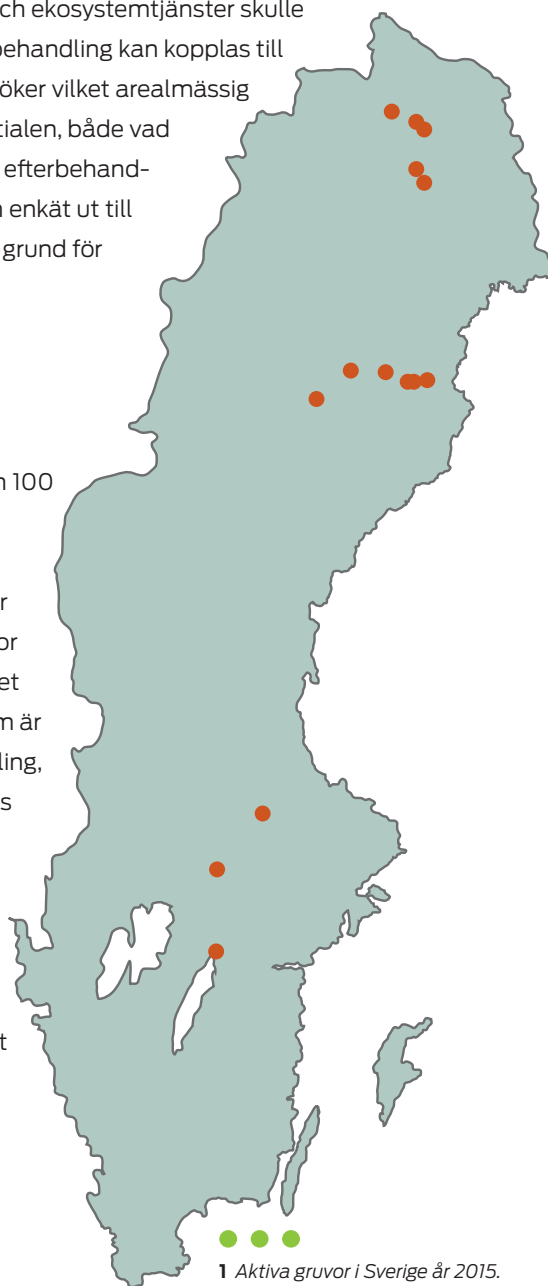 ch ekosystemtjänster skulle
behandling kan kopplas till
öker vilket arealmässig
tialen, både vad
efterbehand-
n enkät ut till
grund för
n 100
r
or
et
m är
ling,
s
t
1 Aktiva gruvor i Sverige år 2015.